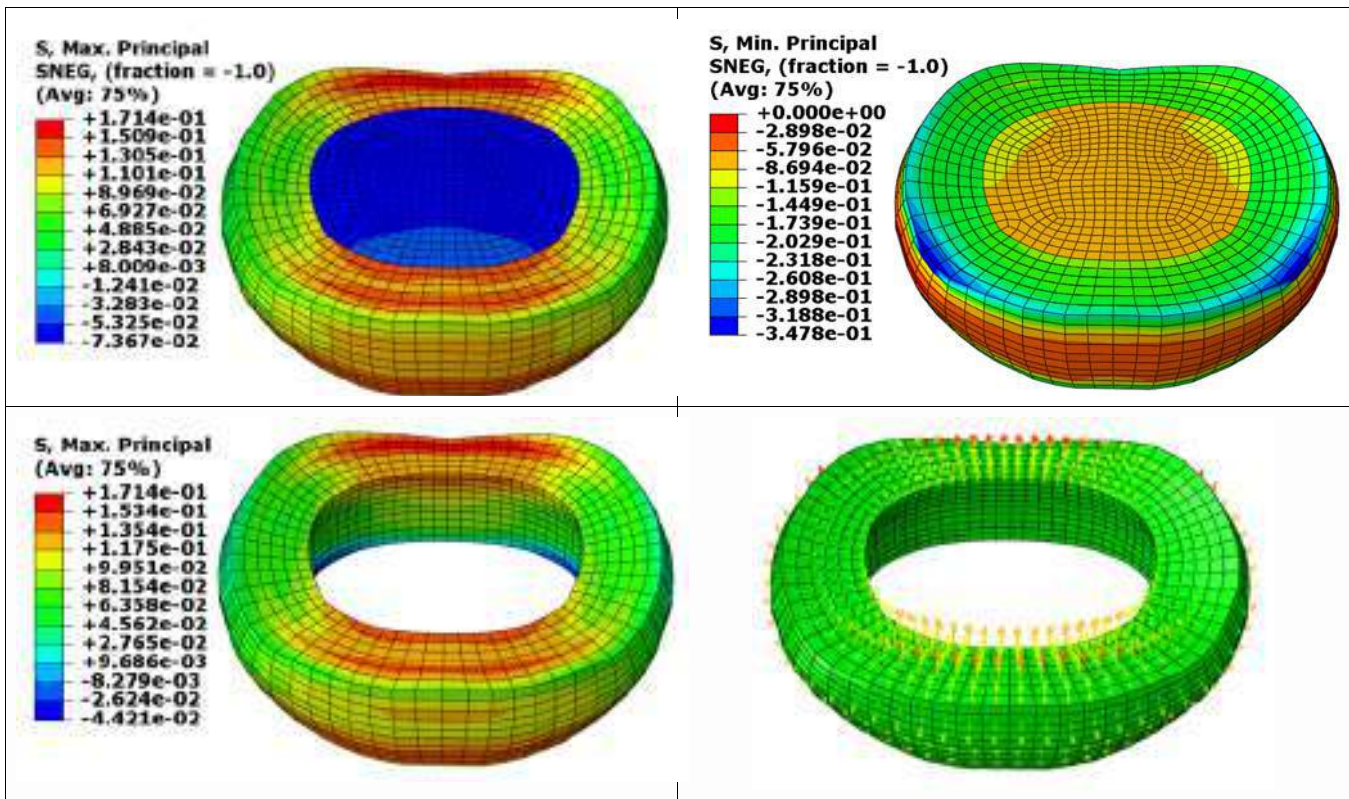 S, Max. Principal
SNEG, (fraction = -1.0)
(Avg: 75%)
+1.714e-01
+1.509e-01
+1.305e-01
+1.101e-01
+8.969e-02
+6.927e-02
+4.885e-02
+2.843e-02
+8.009e-03
-1.241e-02
-3.283e-02
-5.325e-02
-7.367e-02
S, Min. Principal
SNEG, (fraction = -1.0)
(Avg: 75%)
+0.000e+00
-2.898e-02
-5.796e-02
-8.694e-02
-1.159e-01
-1.449e-01
-1.739e-01
-2.029e-01
-2.318e-01
-2.608e-01
-2.898e-01
-3.188e-01
-3.478e-01
S, Max. Principal
(Avg: 75%)
+1.714e-01
+1.534e-01
+1.354e-01
+1.175e-01
+9.951e-02
+8.154e-02
+6.358e-02
+4.562e-02
+2.765e-02
+9.686e-03
-8.279e-03
-2.624e-02
-4.421e-02